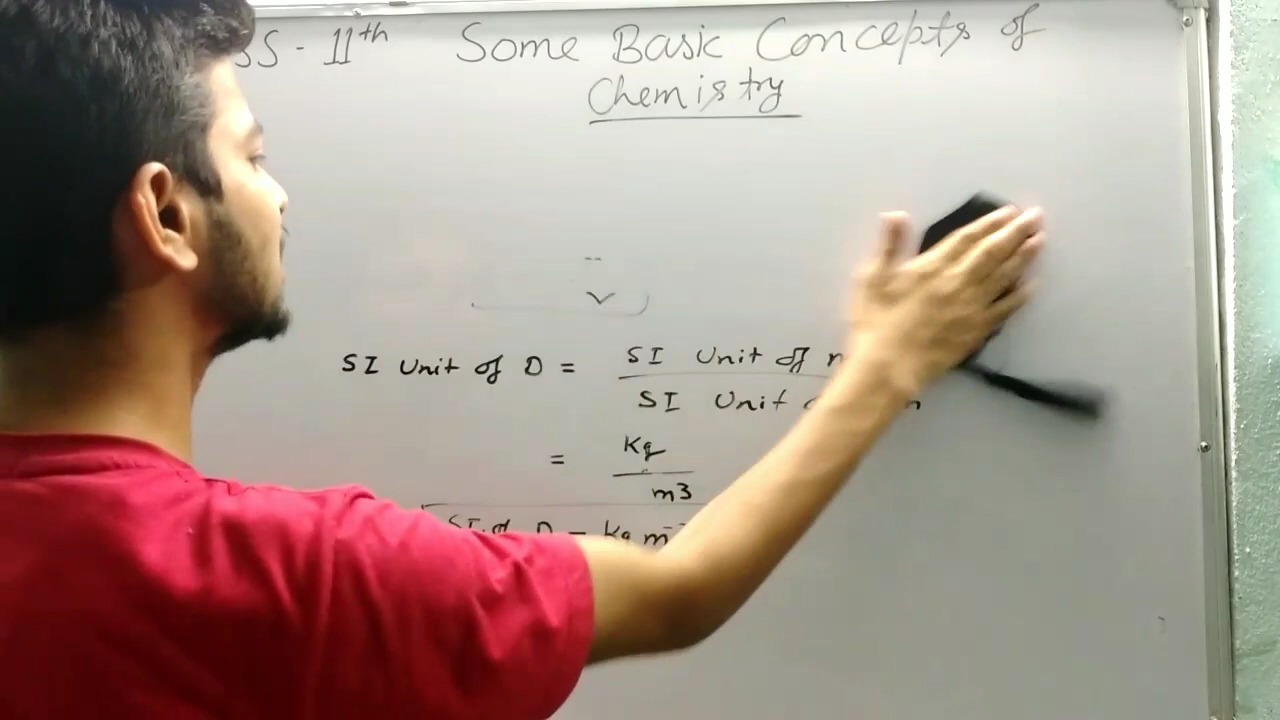 SS - 11th Some Basic Concepts of
Chemistry
SI Unit of D = SI Unit of
SI Unit
= Kg
m3
SI. of D = Kg m